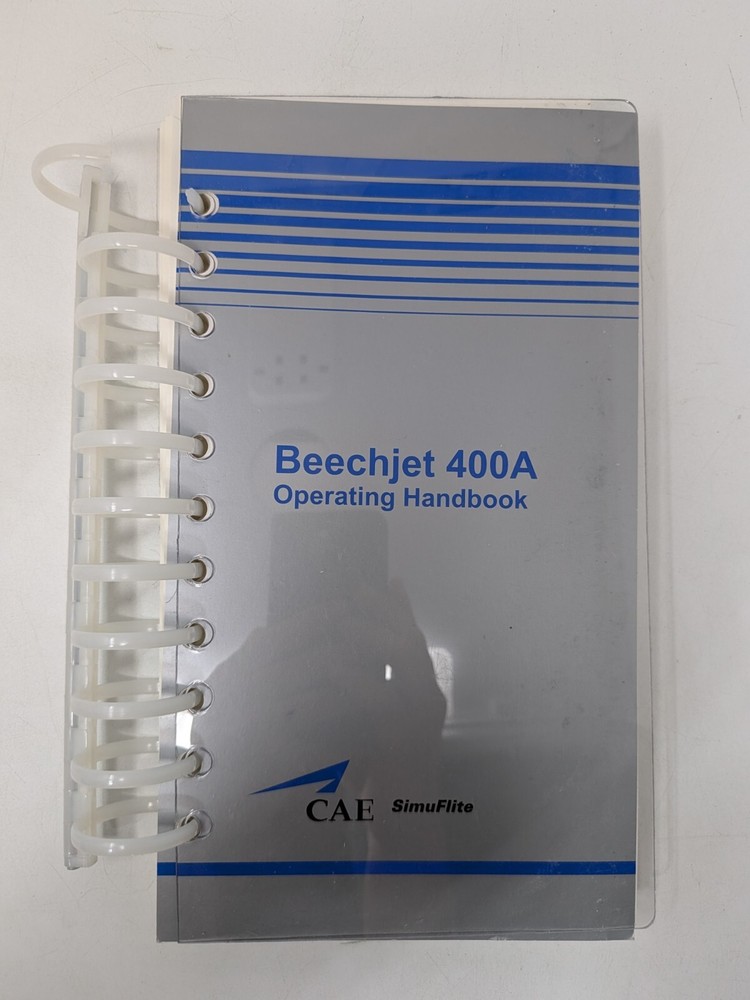 Beechjet 400A
Operating Handbook
CAE SimuFlite